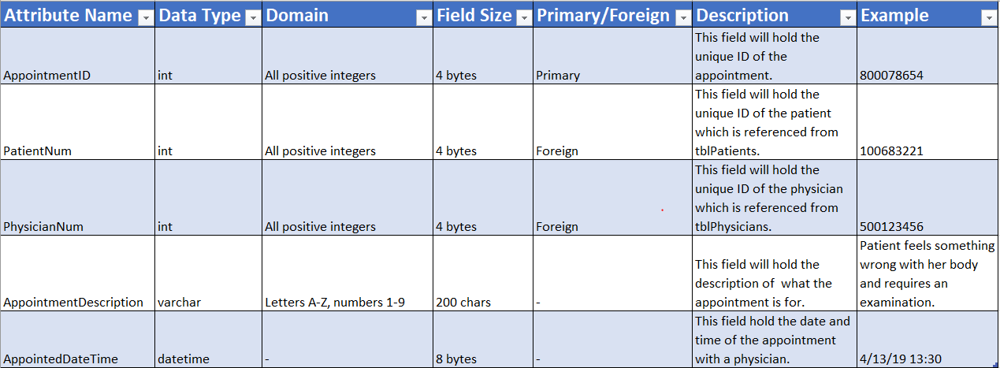 Attribute Name Data Type Domain Field Size Primary/Foreign Description Example
This field will hold the
unique ID of the
AppointmentID int All positive integers 4 bytes Primary appointment. 800078654
This field will hold the
unique ID of the patient
which is referenced from
PatientNum int All positive integers 4 bytes Foreign tblPatients. 100683221
This field will hold the
unique ID of the physician
which is referenced from
PhysicianNum int All positive integers 4 bytes Foreign tblPhysicians. 500123456
Patient feels something
This field will hold the wrong with her body
description of  what the and requires an
AppointmentDescription varchar Letters A-Z, numbers 1-9 200 chars - appointment is for. examination.
This field hold the date and
time of the appointment
AppointedDateTime datetime - 8 bytes - with a physician. 4/13/19 13:30